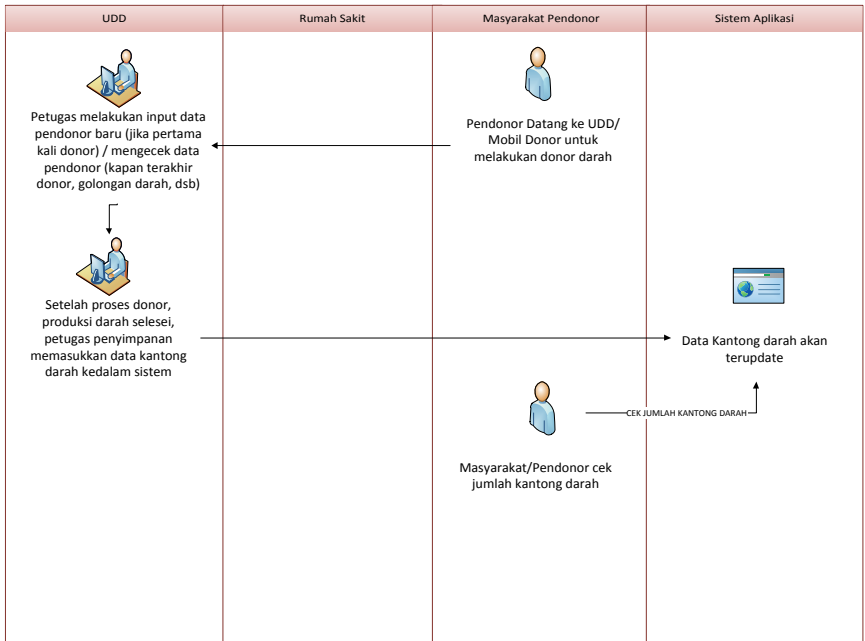 UDD
Rumah Sakit
Masyarakat Pendonor
Sistem Aplikasi
Petugas melakukan input data
pendonor baru (jika pertama
kali donor) / mengecek data
pendonor (kapan terakhir
donor, golongan darah, dsb)
Pendonor Datang ke UDD/
Mobil Donor untuk
melakukan donor darah
Setelah proses donor,
produksi darah selesei,
petugas penyimpanan
memasukkan data kantong
darah kedalam sistem
Data Kantong darah akan
terupdate
CEK JUMLAH KANTONG DARAH
Masyarakat/Pendonor cek
jumlah kantong darah